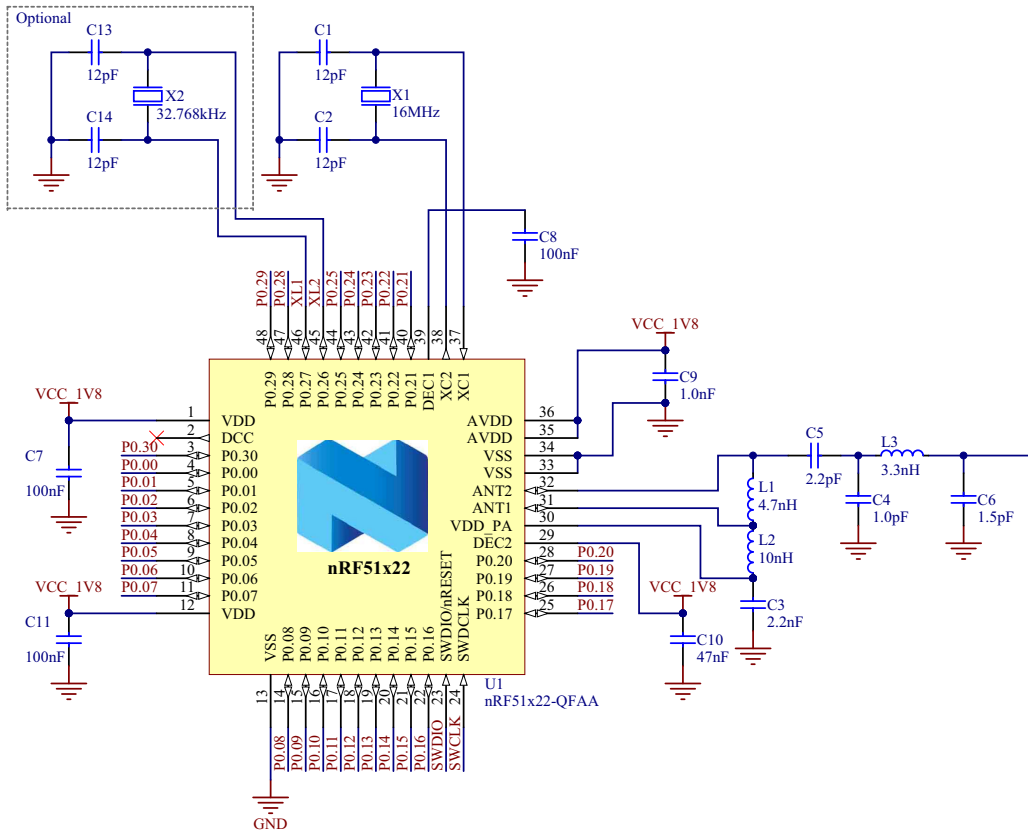 Optional
C13
12pF
X2
32.768kHz
C14
12pF
C1
12pF
X1
16MHz
C2
12pF
C8
100nF
P0.29
P0.28
XL1
XL2
P0.25
P0.24
P0.23
P0.22
P0.21
48
47
46
45
44
43
42
41
40
39
38
37
P0.29
P0.28
P0.27
P0.26
P0.25
P0.24
P0.23
P0.22
P0.21
DEC1
XC2
XC1
VCC_1V8
C7
100nF
P0.30
P0.00
P0.01
P0.02
P0.03
P0.04
P0.05
P0.06
P0.07
VCC_1V8
C11
100nF
1
2
3
4
5
6
7
8
9
10
11
12
VDD
DCC
P0.30
P0.00
P0.01
P0.02
P0.03
P0.04
P0.05
P0.06
P0.07
VDD
nRF51x22
AVDD
AVDD
VSS
VSS
ANT2
ANT1
VDD_PA
DEC2
P0.20
P0.19
P0.18
P0.17
36
35
34
33
32
31
30
29
28
27
26
25
P0.20
P0.19
P0.18
P0.17
VCC_1V8
C9
1.0nF
L1
4.7nH
L2
10nH
C3
2.2nF
VCC_1V8
C10
47nF
C5
2.2pF
L3
3.3nH
C4
1.0pF
C6
1.5pF
VSS
P0.08
P0.09
P0.10
P0.11
P0.12
P0.13
P0.14
P0.15
P0.16
SWDIO/nRESET
SWDCLK
13
14
15
16
17
18
19
20
21
22
23
24
P0.08
P0.09
P0.10
P0.11
P0.12
P0.13
P0.14
P0.15
P0.16
SWDIO
SWCLK
U1
nRF51x22-QFAA
GND